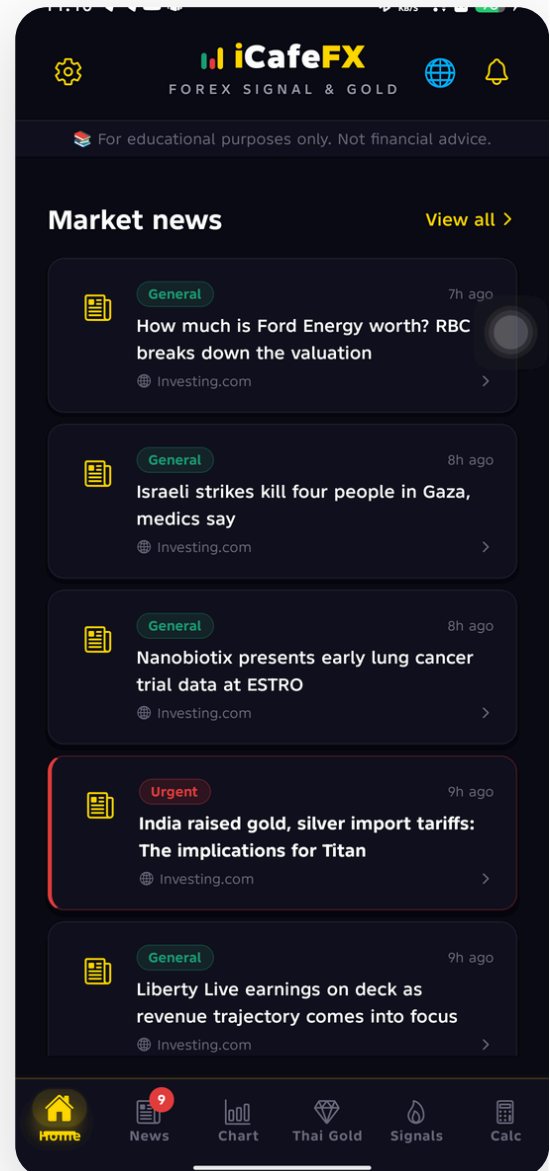 iCafeFX
FOREX SIGNAL & GOLD
📚 For educational purposes only. Not financial advice.
Market news
View all >
General
7h ago
How much is Ford Energy worth? RBC
breaks down the valuation
Investing.com
General
8h ago
Israeli strikes kill four people in Gaza,
medics say
Investing.com
General
8h ago
Nanobiotix presents early lung cancer
trial data at ESTRO
Investing.com
Urgent
9h ago
India raised gold, silver import tariffs:
The implications for Titan
Investing.com
General
9h ago
Liberty Live earnings on deck as
revenue trajectory comes into focus
Investing.com
9
Home
News
Chart
Thai Gold
Signals
Calc